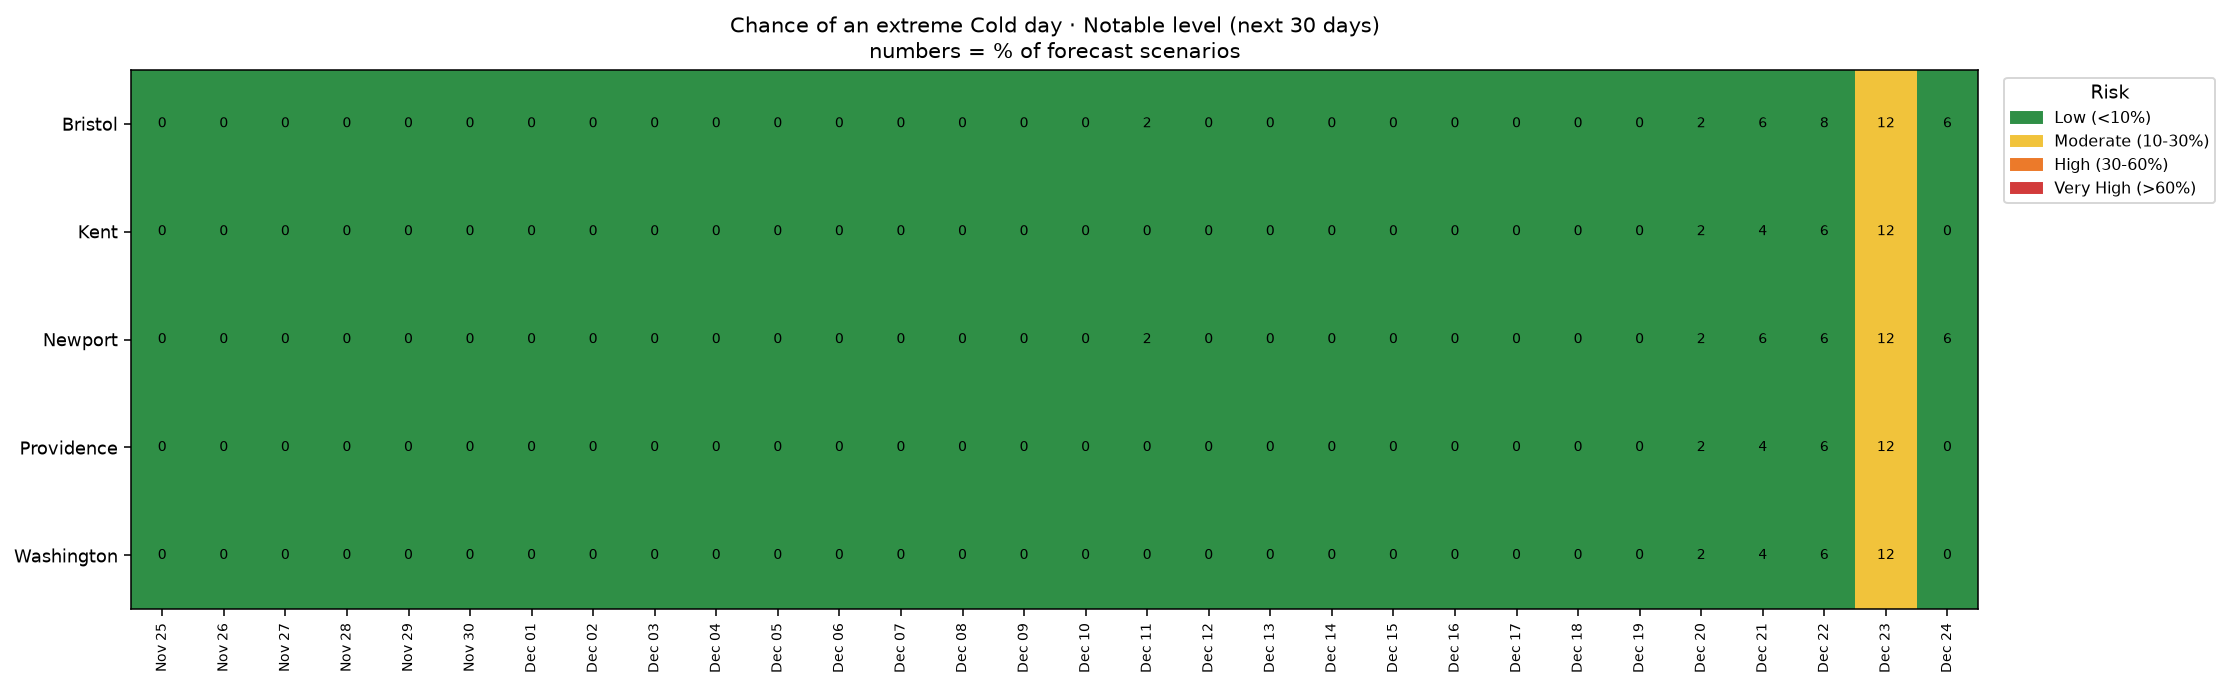 Chance of an extreme Cold day · Notable level (next 30 days)
numbers = % of forecast scenarios
Bristol 0 0 0 0 0 0 0 0 0 0 0 0 0 0 0 0 2 0 0 0 0 0 0 0 0 2 6 8 12 6
Kent 0 0 0 0 0 0 0 0 0 0 0 0 0 0 0 0 0 0 0 0 0 0 0 0 0 2 4 6 12 0
Newport 0 0 0 0 0 0 0 0 0 0 0 0 0 0 0 0 2 0 0 0 0 0 0 0 0 2 6 6 12 6
Providence 0 0 0 0 0 0 0 0 0 0 0 0 0 0 0 0 0 0 0 0 0 0 0 0 0 2 4 6 12 0
Washington 0 0 0 0 0 0 0 0 0 0 0 0 0 0 0 0 0 0 0 0 0 0 0 0 0 2 4 6 12 0
Nov 25 Nov 26 Nov 27 Nov 28 Nov 29 Nov 30 Dec 01 Dec 02 Dec 03 Dec 04 Dec 05 Dec 06 Dec 07 Dec 08 Dec 09 Dec 10 Dec 11 Dec 12 Dec 13 Dec 14 Dec 15 Dec 16 Dec 17 Dec 18 Dec 19 Dec 20 Dec 21 Dec 22 Dec 23 Dec 24
Risk
Low (<10%)
Moderate (10-30%)
High (30-60%)
Very High (>60%)